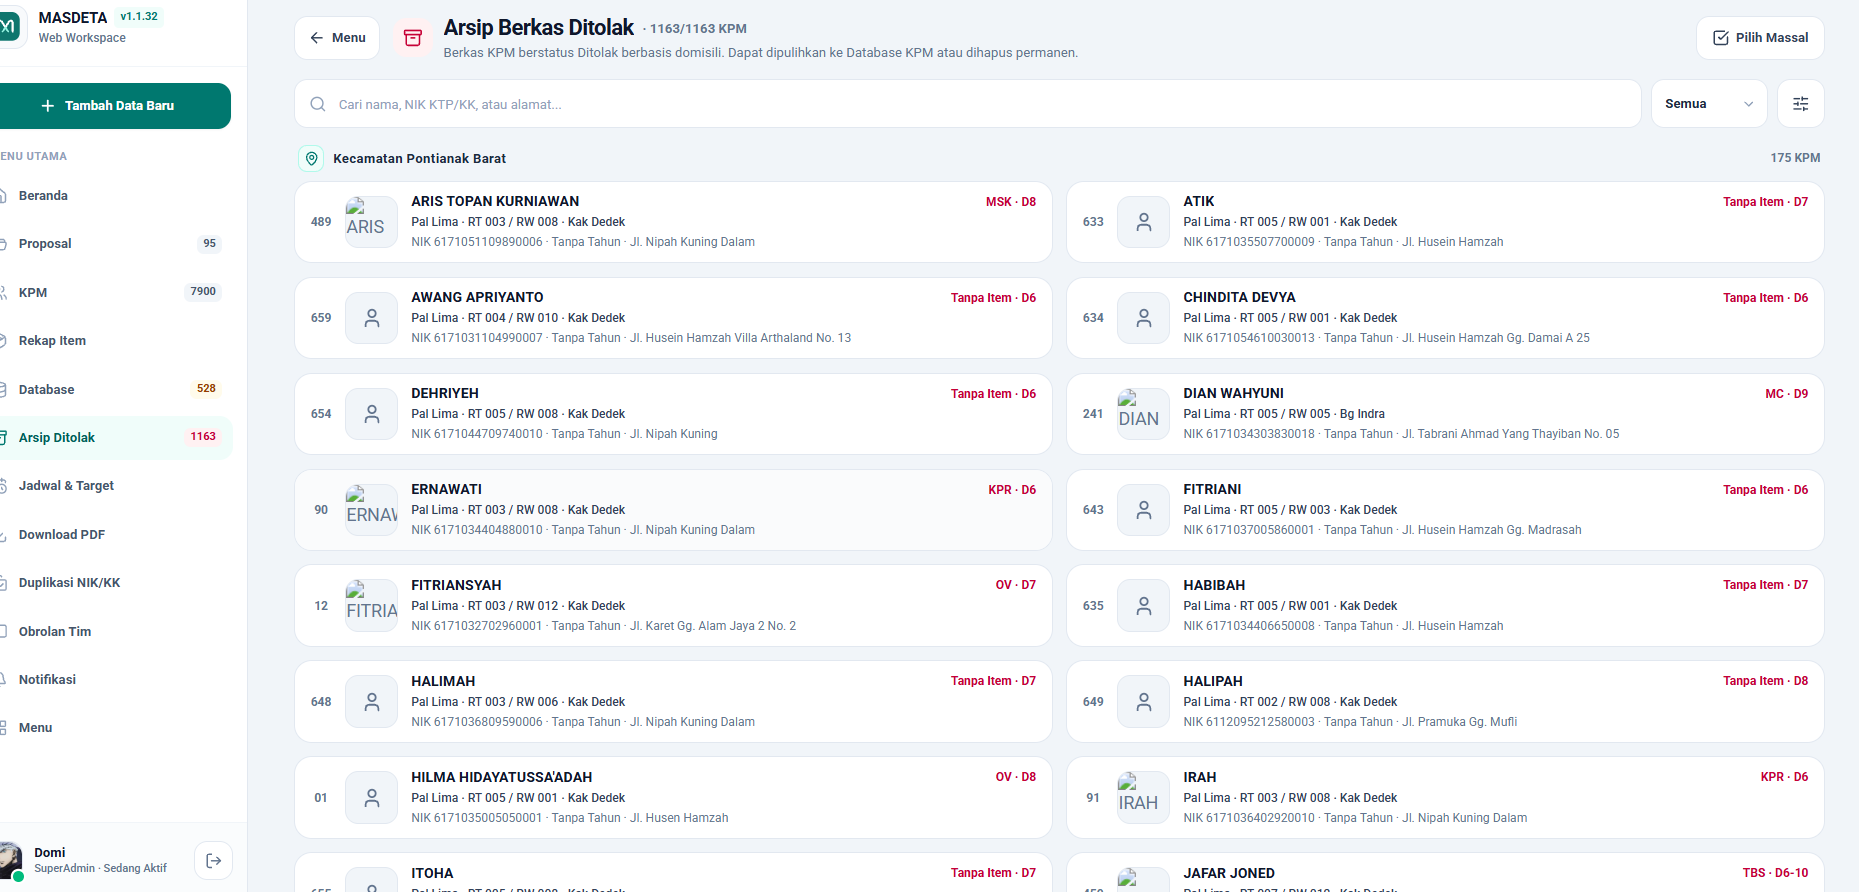 MASDETA v1.1.32
Web Workspace
+ Tambah Data Baru
ENU UTAMA
Beranda
Proposal 95
KPM 7900
Rekap Item
Database 528
Arsip Ditolak 1163
Jadwal & Target
Download PDF
Duplikasi NIK/KK
Obrolan Tim
Notifikasi
Menu
Domi
SuperAdmin · Sedang Aktif
← Menu
Arsip Berkas Ditolak · 1163/1163 KPM
Berkas KPM berstatus Ditolak berbasis domisili. Dapat dipulihkan ke Database KPM atau dihapus permanen.
Pilih Massal
Cari nama, NIK KTP/KK, atau alamat...
Semua
Kecamatan Pontianak Barat 175 KPM
489
ARIS
ARIS TOPAN KURNIAWAN MSK · D8
Pal Lima · RT 003 / RW 008 · Kak Dedek
NIK 6171051109890006 · Tanpa Tahun · Jl. Nipah Kuning Dalam
633
ATIK Tanpa Item · D7
Pal Lima · RT 005 / RW 001 · Kak Dedek
NIK 6171035507700009 · Tanpa Tahun · Jl. Husein Hamzah
659
AWANG APRIYANTO Tanpa Item · D6
Pal Lima · RT 004 / RW 010 · Kak Dedek
NIK 6171031104990007 · Tanpa Tahun · Jl. Husein Hamzah Villa Arthaland No. 13
634
CHINDITA DEVYA Tanpa Item · D6
Pal Lima · RT 005 / RW 001 · Kak Dedek
NIK 6171054610030013 · Tanpa Tahun · Jl. Husein Hamzah Gg. Damai A 25
654
DEHRIYEH Tanpa Item · D6
Pal Lima · RT 005 / RW 008 · Kak Dedek
NIK 6171044709740010 · Tanpa Tahun · Jl. Nipah Kuning
241
DIAN
DIAN WAHYUNI MC · D9
Pal Lima · RT 005 / RW 005 · Bg Indra
NIK 6171034303830018 · Tanpa Tahun · Jl. Tabrani Ahmad Yang Thayiban No. 05
90
ERNAW
ERNAWATI KPR · D6
Pal Lima · RT 003 / RW 008 · Kak Dedek
NIK 6171034404880010 · Tanpa Tahun · Jl. Nipah Kuning Dalam
643
FITRIANI Tanpa Item · D6
Pal Lima · RT 005 / RW 003 · Kak Dedek
NIK 6171037005860001 · Tanpa Tahun · Jl. Husein Hamzah Gg. Madrasah
12
FITRIA
FITRIANSYAH OV · D7
Pal Lima · RT 003 / RW 012 · Kak Dedek
NIK 6171032702960001 · Tanpa Tahun · Jl. Karet Gg. Alam Jaya 2 No. 2
635
HABIBAH Tanpa Item · D7
Pal Lima · RT 005 / RW 001 · Kak Dedek
NIK 6171034406650008 · Tanpa Tahun · Jl. Husein Hamzah
648
HALIMAH Tanpa Item · D7
Pal Lima · RT 003 / RW 006 · Kak Dedek
NIK 6171036809590006 · Tanpa Tahun · Jl. Nipah Kuning Dalam
649
HALIPAH Tanpa Item · D8
Pal Lima · RT 002 / RW 008 · Kak Dedek
NIK 6112095212580003 · Tanpa Tahun · Jl. Pramuka Gg. Mufli
01
HILMA HIDAYATUSSA'ADAH OV · D8
Pal Lima · RT 005 / RW 001 · Kak Dedek
NIK 6171035005050001 · Tanpa Tahun · Jl. Husen Hamzah
91
IRAH
IRAH KPR · D6
Pal Lima · RT 003 / RW 008 · Kak Dedek
NIK 6171036402920010 · Tanpa Tahun · Jl. Nipah Kuning Dalam
ITOHA Tanpa Item · D7
JAFAR JONED TBS · D6-10